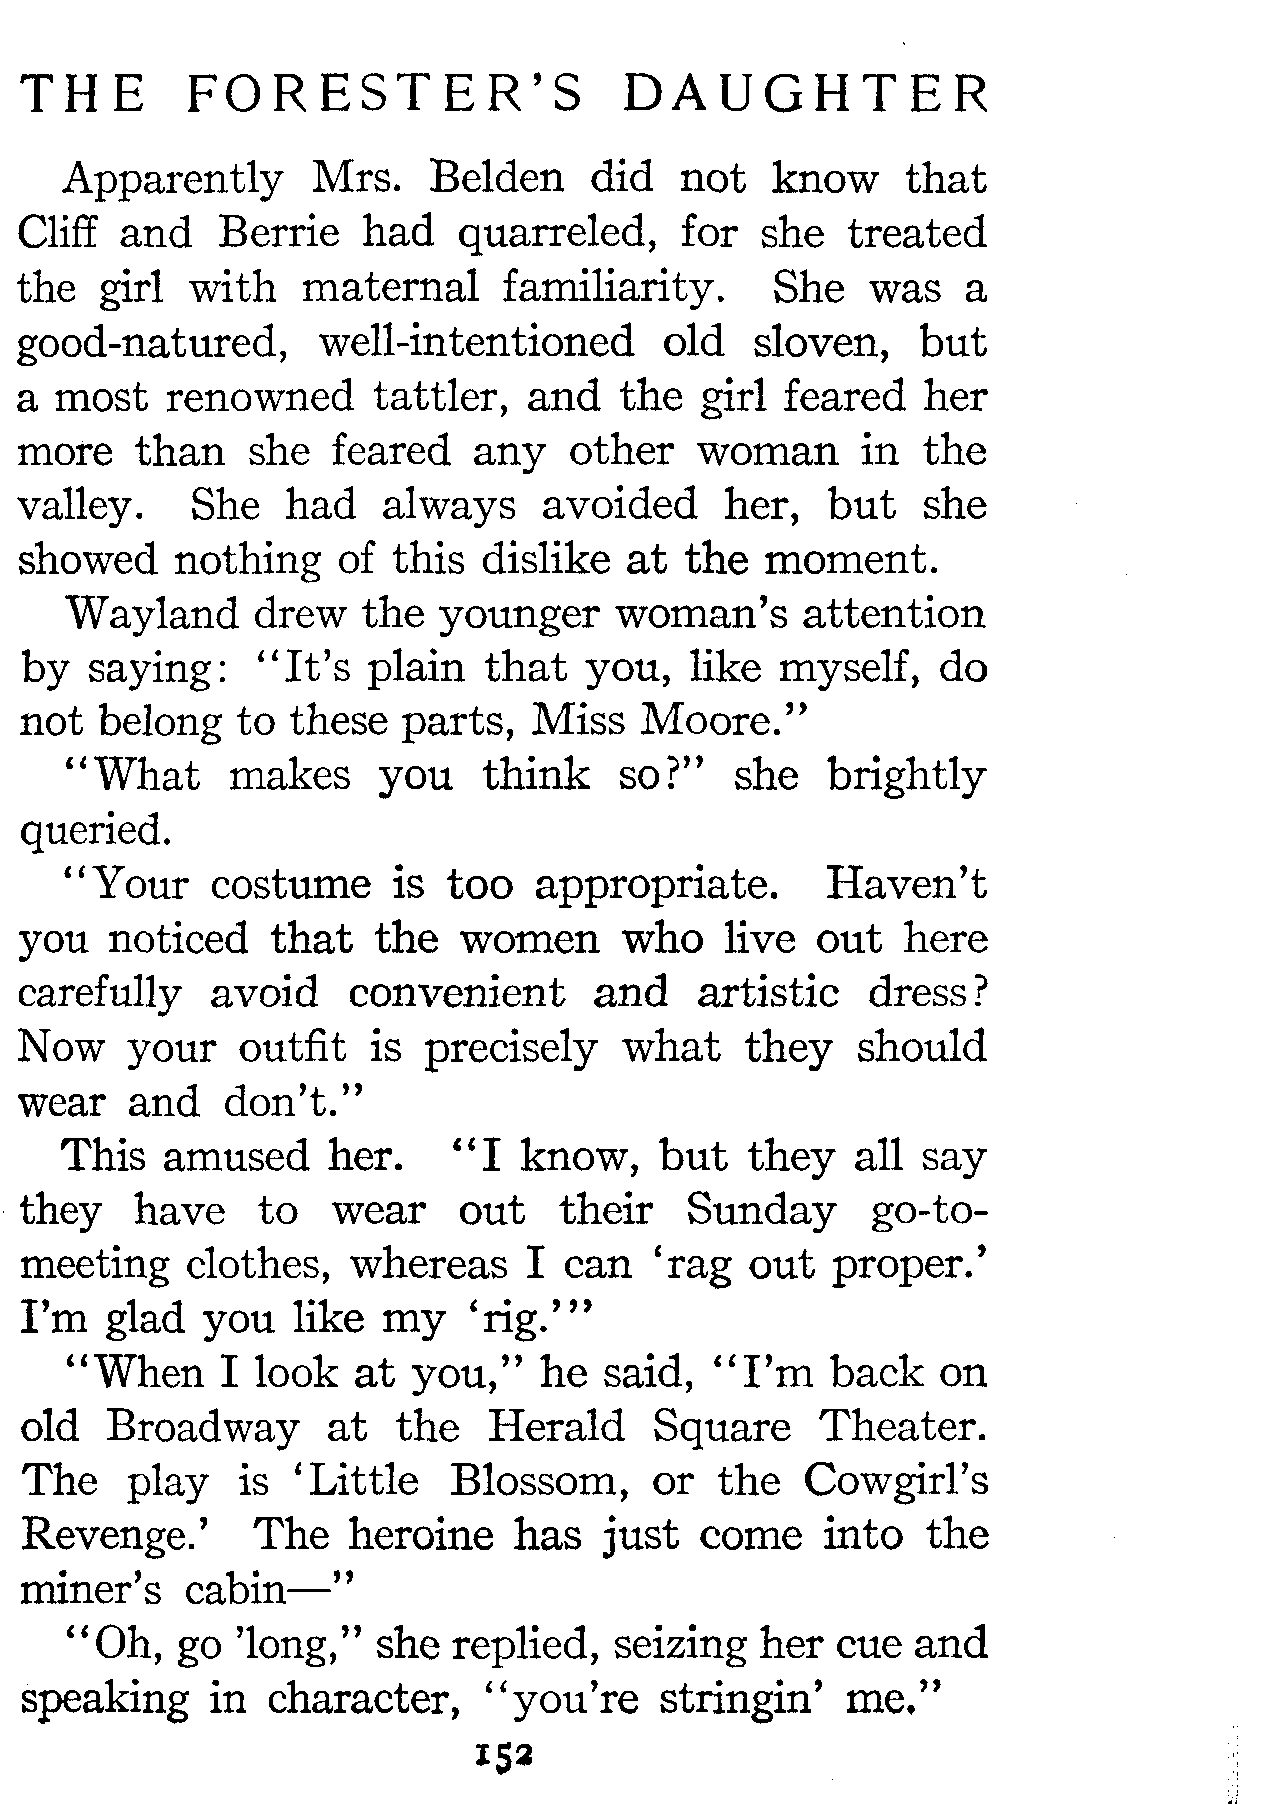 THE FORESTER'S DAUGHTER
Apparently Mrs. Belden did not know that
Cliff and Berrie had quarreled, for she treated
the girl with maternal familiarity. She was a
good-natured, well-intentioned old sloven, but
a most renowned tattler, and the girl feared her
more than she feared any other woman in the
valley. She had always avoided her, but she
showed nothing of this dislike at the moment.
Wayland drew the younger woman's attention
by saying: "It's plain that you, like myself, do
not belong to these parts, Miss Moore."
"What makes you think so?" she brightly
queried.
"Your costume is too appropriate. Haven't
you noticed that the women who live out here
carefully avoid convenient and artistic dress?
Now your outfit is precisely what they should
wear and don't."
This amused her. "I know, but they all say
they have to wear out their Sunday go-to-
meeting clothes, whereas I can 'rag out proper.'
I'm glad you like my 'rig.'"
"When I look at you," he said, "I'm back on
old Broadway at the Herald Square Theater.
The play is 'Little Blossom, or the Cowgirl's
Revenge.' The heroine has just come into the
miner's cabin—"
"Oh, go 'long," she replied, seizing her cue and
speaking in character, "you're stringin' me."
152